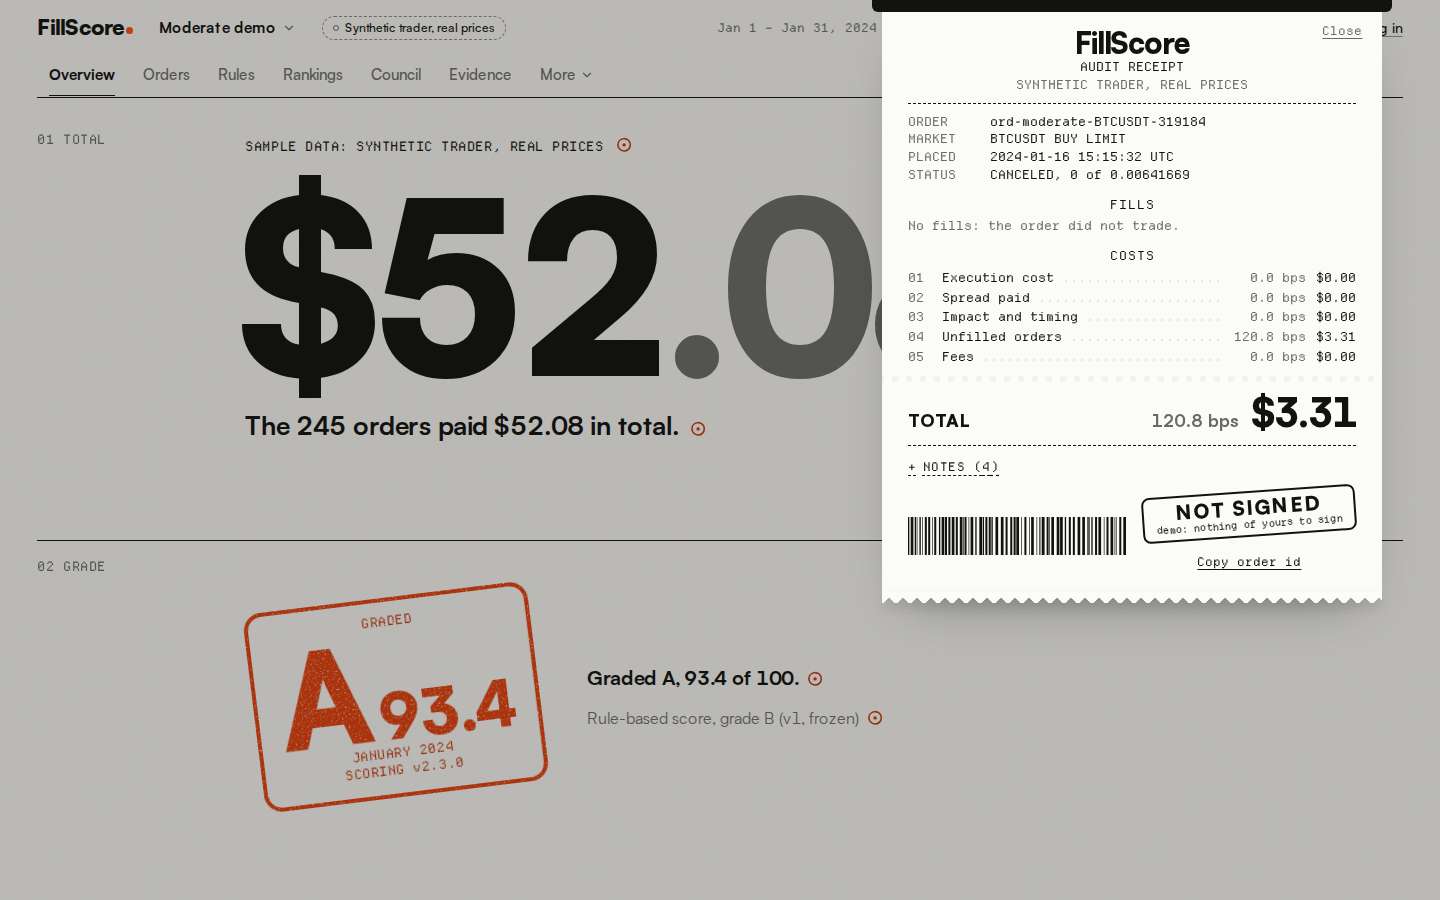 FillScore.
Moderate demo
Synthetic trader, real prices
Jan 1 – Jan 31, 2024
in
Overview
Orders
Rules
Rankings
Council
Evidence
More
01 TOTAL
SAMPLE DATA: SYNTHETIC TRADER, REAL PRICES
$52.0
The 245 orders paid $52.08 in total.
02 GRADE
GRADED
A 93.4
JANUARY 2024
SCORING v2.3.0
Graded A, 93.4 of 100.
Rule-based score, grade B (v1, frozen)
Close
FillScore
AUDIT RECEIPT
SYNTHETIC TRADER, REAL PRICES
ORDER ord-moderate-BTCUSDT-319184
MARKET BTCUSDT BUY LIMIT
PLACED 2024-01-16 15:15:32 UTC
STATUS CANCELED, 0 of 0.00641669
FILLS
No fills: the order did not trade.
COSTS
01 Execution cost 0.0 bps $0.00
02 Spread paid 0.0 bps $0.00
03 Impact and timing 0.0 bps $0.00
04 Unfilled orders 120.8 bps $3.31
05 Fees 0.0 bps $0.00
TOTAL 120.8 bps $3.31
+ NOTES (4)
NOT SIGNED
demo: nothing of yours to sign
Copy order id